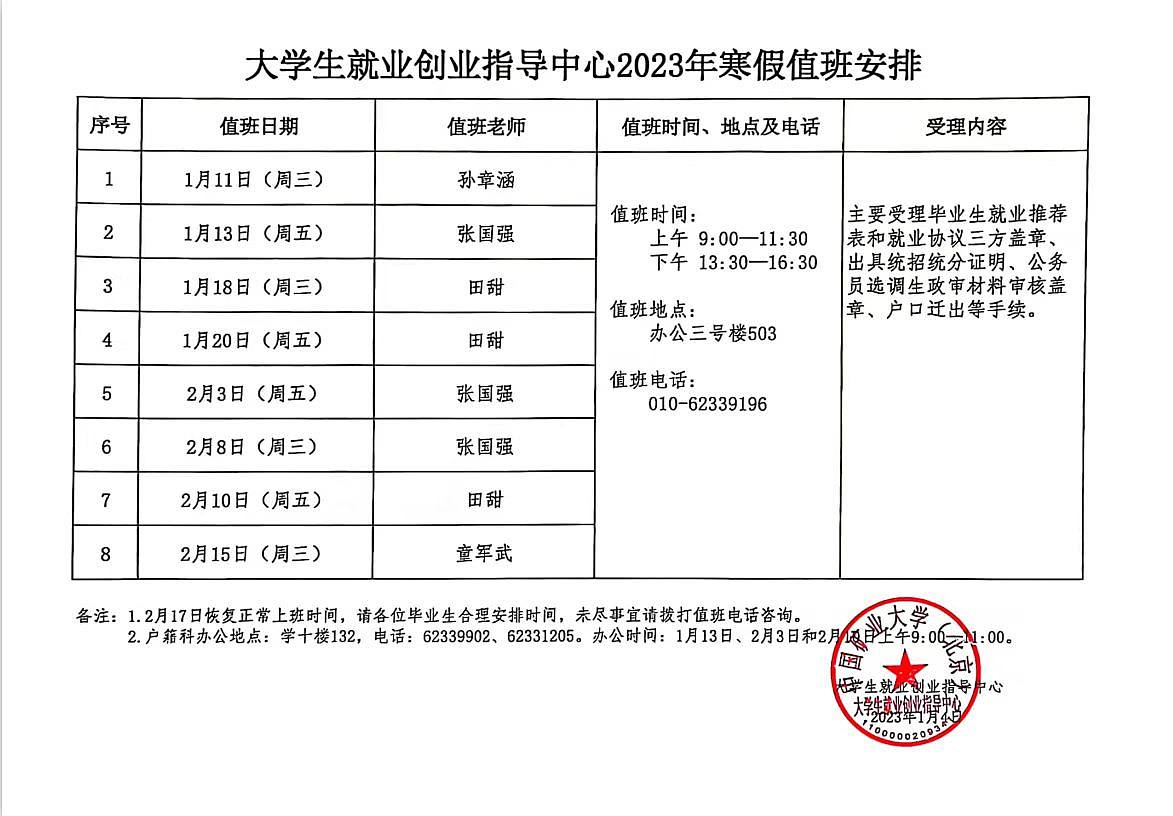 大学生就业创业指导中心2023年寒假值班安排
序号 值班日期 值班老师 值班时间、地点及电话 受理内容
1 1月11日（周三） 孙章涵
2 1月13日（周五） 张国强
3 1月18日（周三） 田甜
4 1月20日（周五） 田甜
5 2月3日（周五） 张国强
6 2月8日（周三） 张国强
7 2月10日（周五） 田甜
8 2月15日（周三） 童军武
值班时间：
上午 9:00—11:30
下午 13:30—16:30
值班地点：
办公三号楼503
值班电话：
010-62339196
主要受理毕业生就业推荐
表和就业协议三方盖章、
出具统招统分证明、公务
员选调生政审材料审核盖
章、户口迁出等手续。
备注：1.2月17日恢复正常上班时间，请各位毕业生合理安排时间，未尽事宜请拨打值班电话咨询。
2.户籍科办公地点：学十楼132，电话：62339902、62331205。办公时间：1月13日、2月3日和2月10日上午9:00—11:00。
中国矿业大学（北京）
大学生就业创业指导中心
大学生就业创业指导中心
2023年1月4日